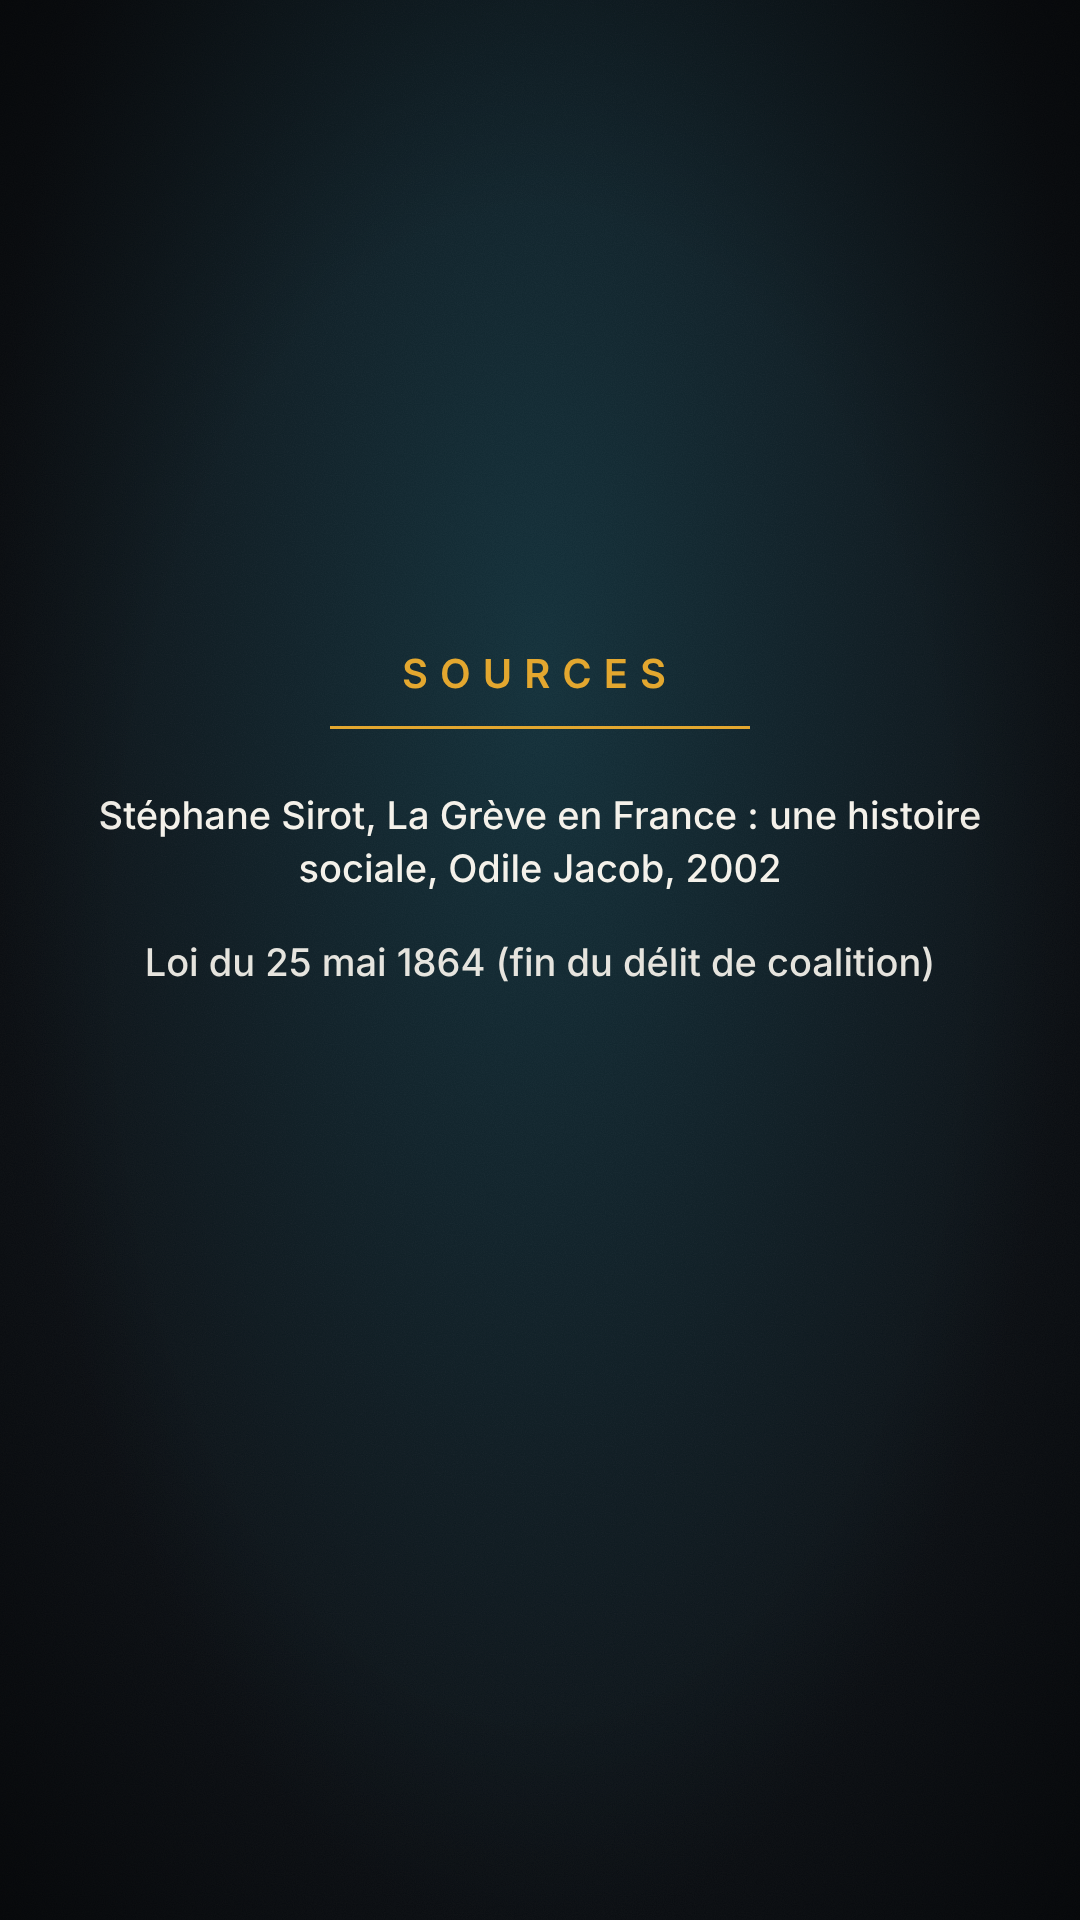 SOURCES
Stéphane Sirot, La Grève en France : une histoire
sociale, Odile Jacob, 2002
Loi du 25 mai 1864 (fin du délit de coalition)